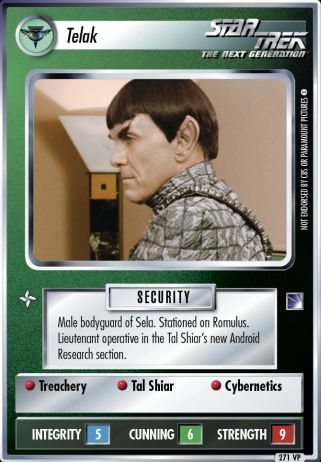 Telak
STAR TREK
THE NEXT GENERATION
NOT ENDORSED BY CBS OR PARAMOUNT PICTURES
SECURITY
Male bodyguard of Sela. Stationed on Romulus.
Lieutenant operative in the Tal Shiar's new Android
Research section.
Treachery Tal Shiar Cybernetics
INTEGRITY 5 CUNNING 6 STRENGTH 9
271 VP